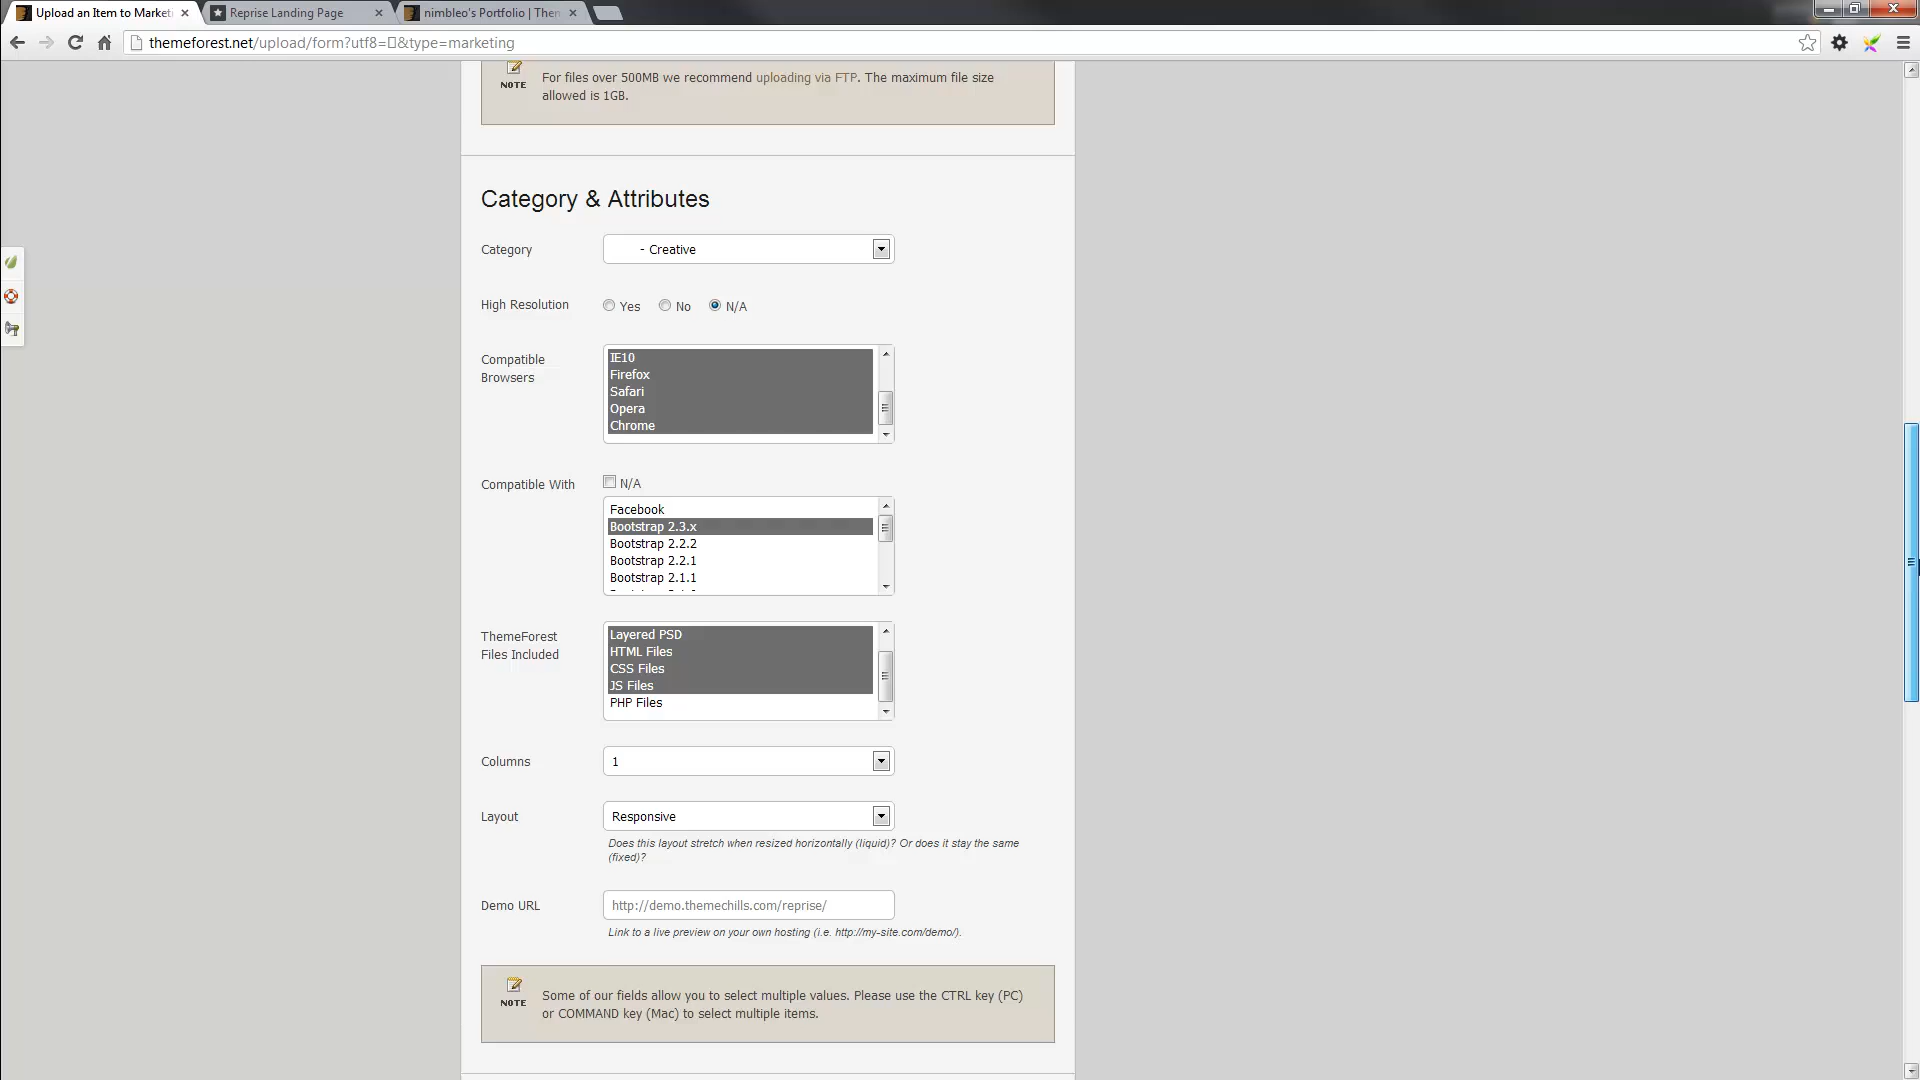 Upload an Item to Marketi
Reprise Landing Page
nimbleo's Portfolio | Them
themeforest.net/upload/form?utf8=▯&type=marketing
NOTE
For files over 500MB we recommend uploading via FTP. The maximum file size
allowed is 1GB.
Category & Attributes
Category
- Creative
High Resolution
Yes
No
N/A
Compatible
Browsers
IE10
Firefox
Safari
Opera
Chrome
Compatible With
N/A
Facebook
Bootstrap 2.3.x
Bootstrap 2.2.2
Bootstrap 2.2.1
Bootstrap 2.1.1
ThemeForest
Files Included
Layered PSD
HTML Files
CSS Files
JS Files
PHP Files
Columns
1
Layout
Responsive
Does this layout stretch when resized horizontally (liquid)? Or does it stay the same
(fixed)?
Demo URL
http://demo.themechills.com/reprise/
Link to a live preview on your own hosting (i.e. http://my-site.com/demo/).
NOTE
Some of our fields allow you to select multiple values. Please use the CTRL key (PC)
or COMMAND key (Mac) to select multiple items.